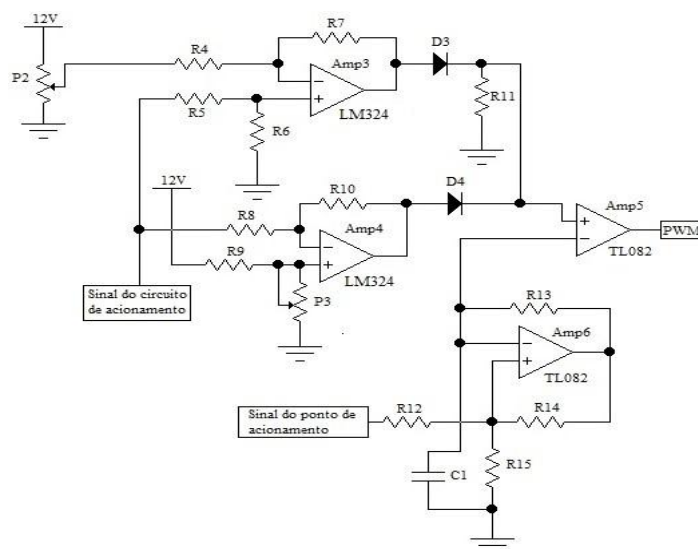 12V
P2
R4
R7
Amp3
LM324
D3
R5
R6
R11
12V
R8
R10
R9
Amp4
LM324
D4
P3
Amp5
TL082
PWM
Sinal do circuito
de acionamento
R13
Amp6
TL082
Sinal do ponto de
acionamento
R12
R14
R15
C1